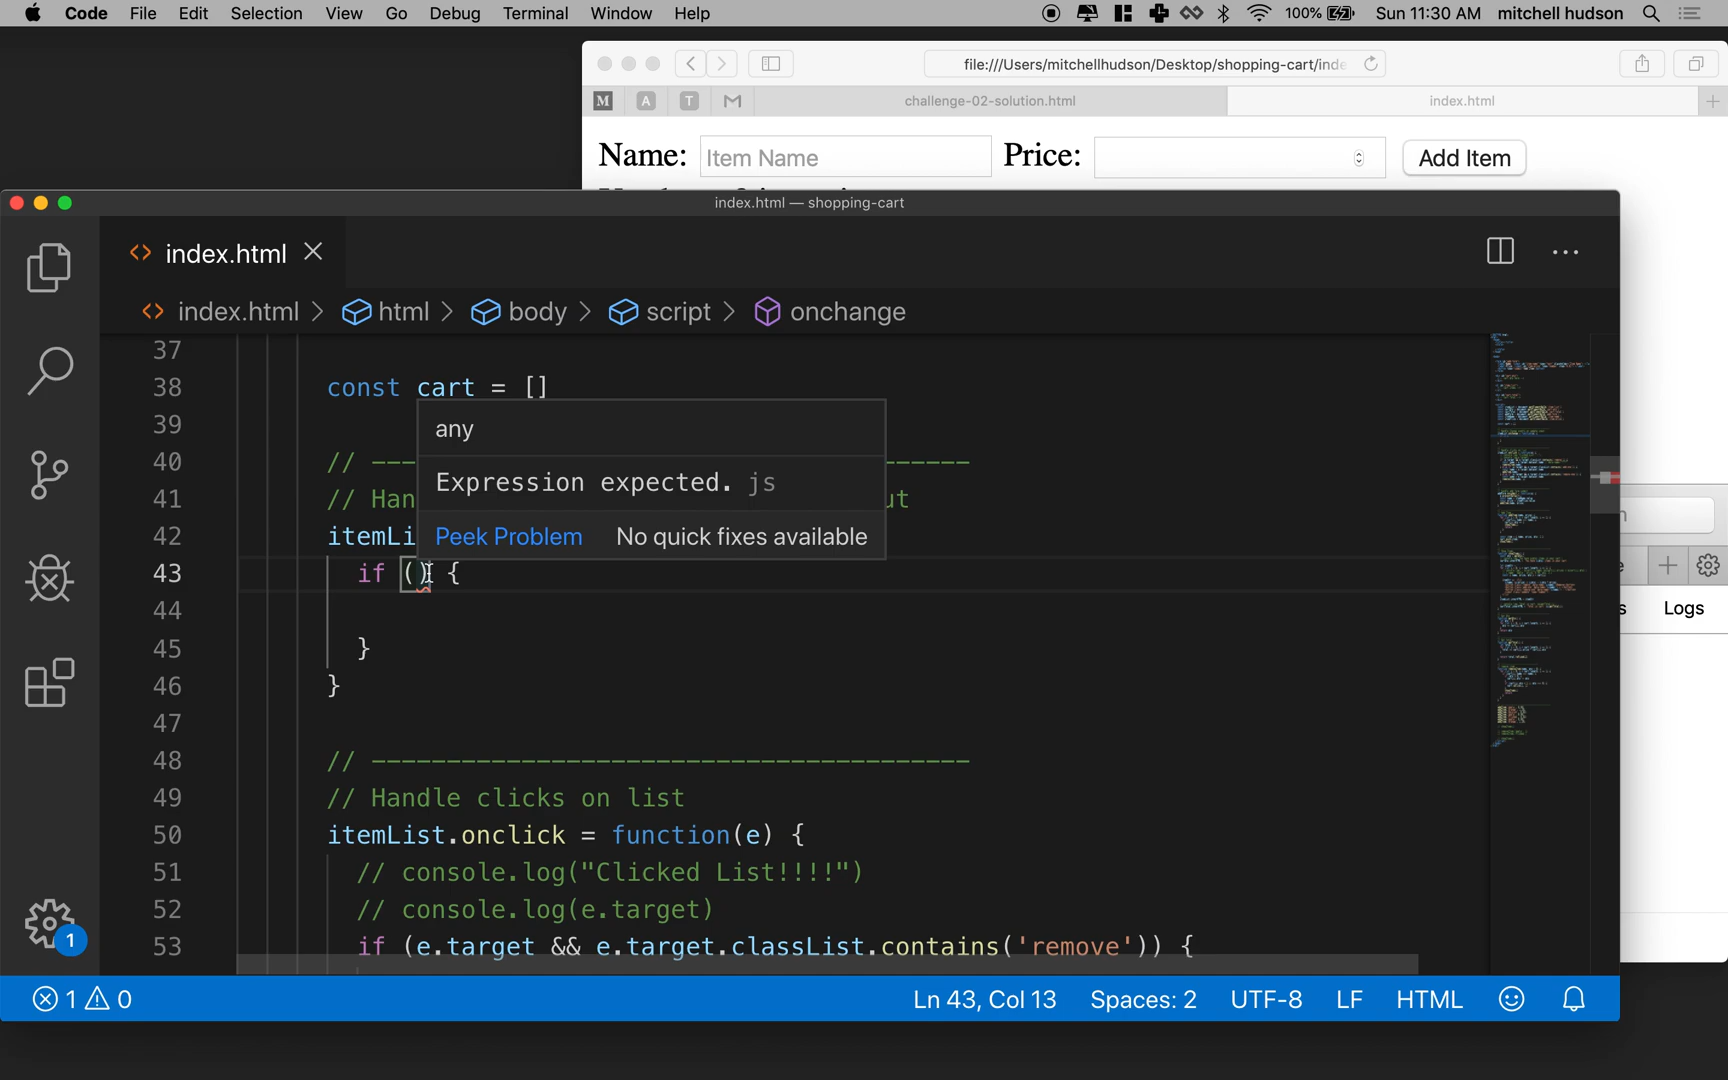 Code File Edit Selection View Go Debug Terminal Window Help 100% Sun 11:30 AM mitchell hudson
file:///Users/mitchellhudson/Desktop/shopping-cart/inde
M A T M challenge-02-solution.html index.html +
Name: Item Name Price: Add Item
index.html — shopping-cart
<> index.html ×
<> index.html > html > body > script > onchange
37
38 const cart = []
39
any
40 // ---
Expression expected. js
41 // Han ut
42 itemLi
Peek Problem No quick fixes available
43 if () {
44
45 }
46 }
47
48 // ----------------------------------------
49 // Handle clicks on list
50 itemList.onclick = function(e) {
51 // console.log("Clicked List!!!!")
52 // console.log(e.target)
53 if (e.target && e.target.classList.contains('remove')) {
Logs
1
1 0 Ln 43, Col 13 Spaces: 2 UTF-8 LF HTML